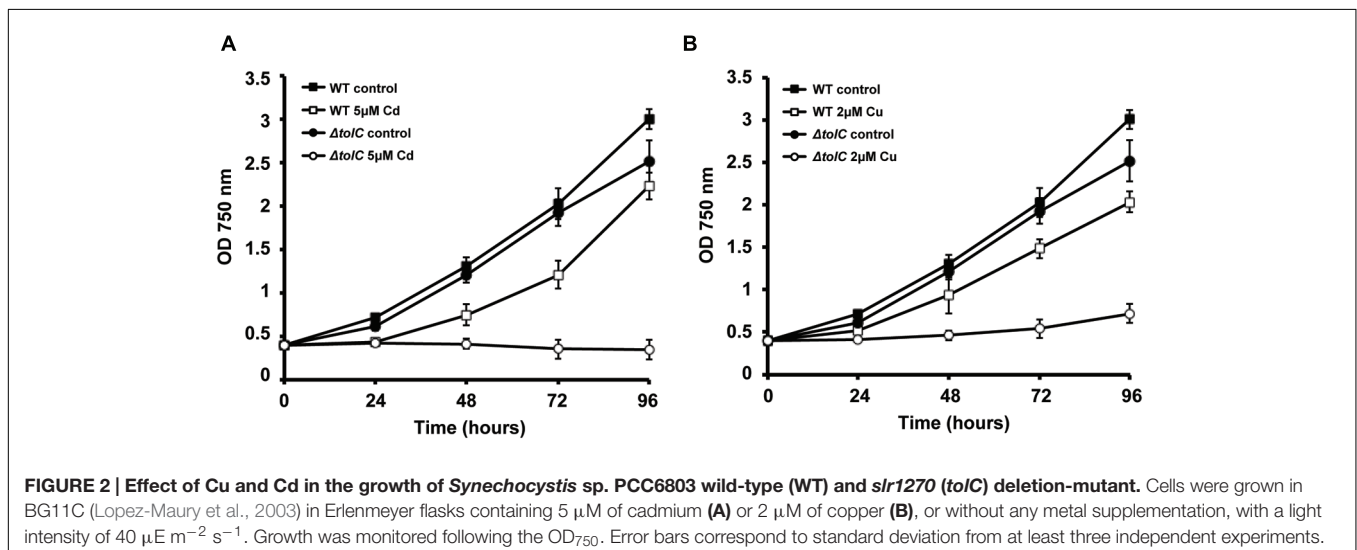 A
3.5
3
2.5
2
1.5
1
0.5
0
OD 750 nm
WT control
WT 5µM Cd
ΔtolC control
ΔtolC 5µM Cd
0 24 48 72 96
Time (hours)
B
3.5
3
2.5
2
1.5
1
0.5
0
OD 750 nm
WT control
WT 2µM Cu
ΔtolC control
ΔtolC 2µM Cu
0 24 48 72 96
Time (hours)
FIGURE 2 | Effect of Cu and Cd in the growth of Synechocystis sp. PCC6803 wild-type (WT) and slr1270 (tolC) deletion-mutant. Cells were grown in
BG11C (Lopez-Maury et al., 2003) in Erlenmeyer flasks containing 5 µM of cadmium (A) or 2 µM of copper (B), or without any metal supplementation, with a light
intensity of 40 µE m⁻² s⁻¹. Growth was monitored following the OD₇₅₀. Error bars correspond to standard deviation from at least three independent experiments.